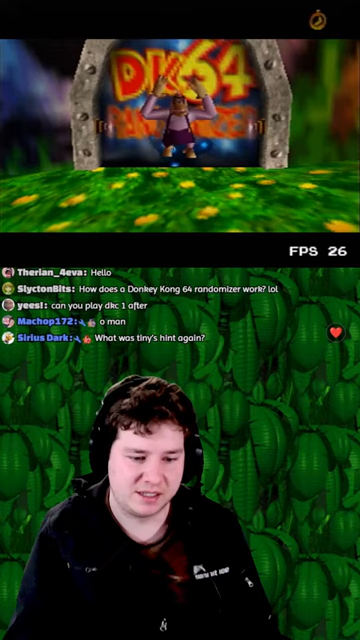 DK64
RANDOMIZER
FPS 26
Therian_4eva: Hello
SlyctonBits: How does a Donkey Kong 64 randomizer work? lol
yees!: can you play dkc 1 after
Machop172: o man
Sirius Dark: What was tiny's hint again?